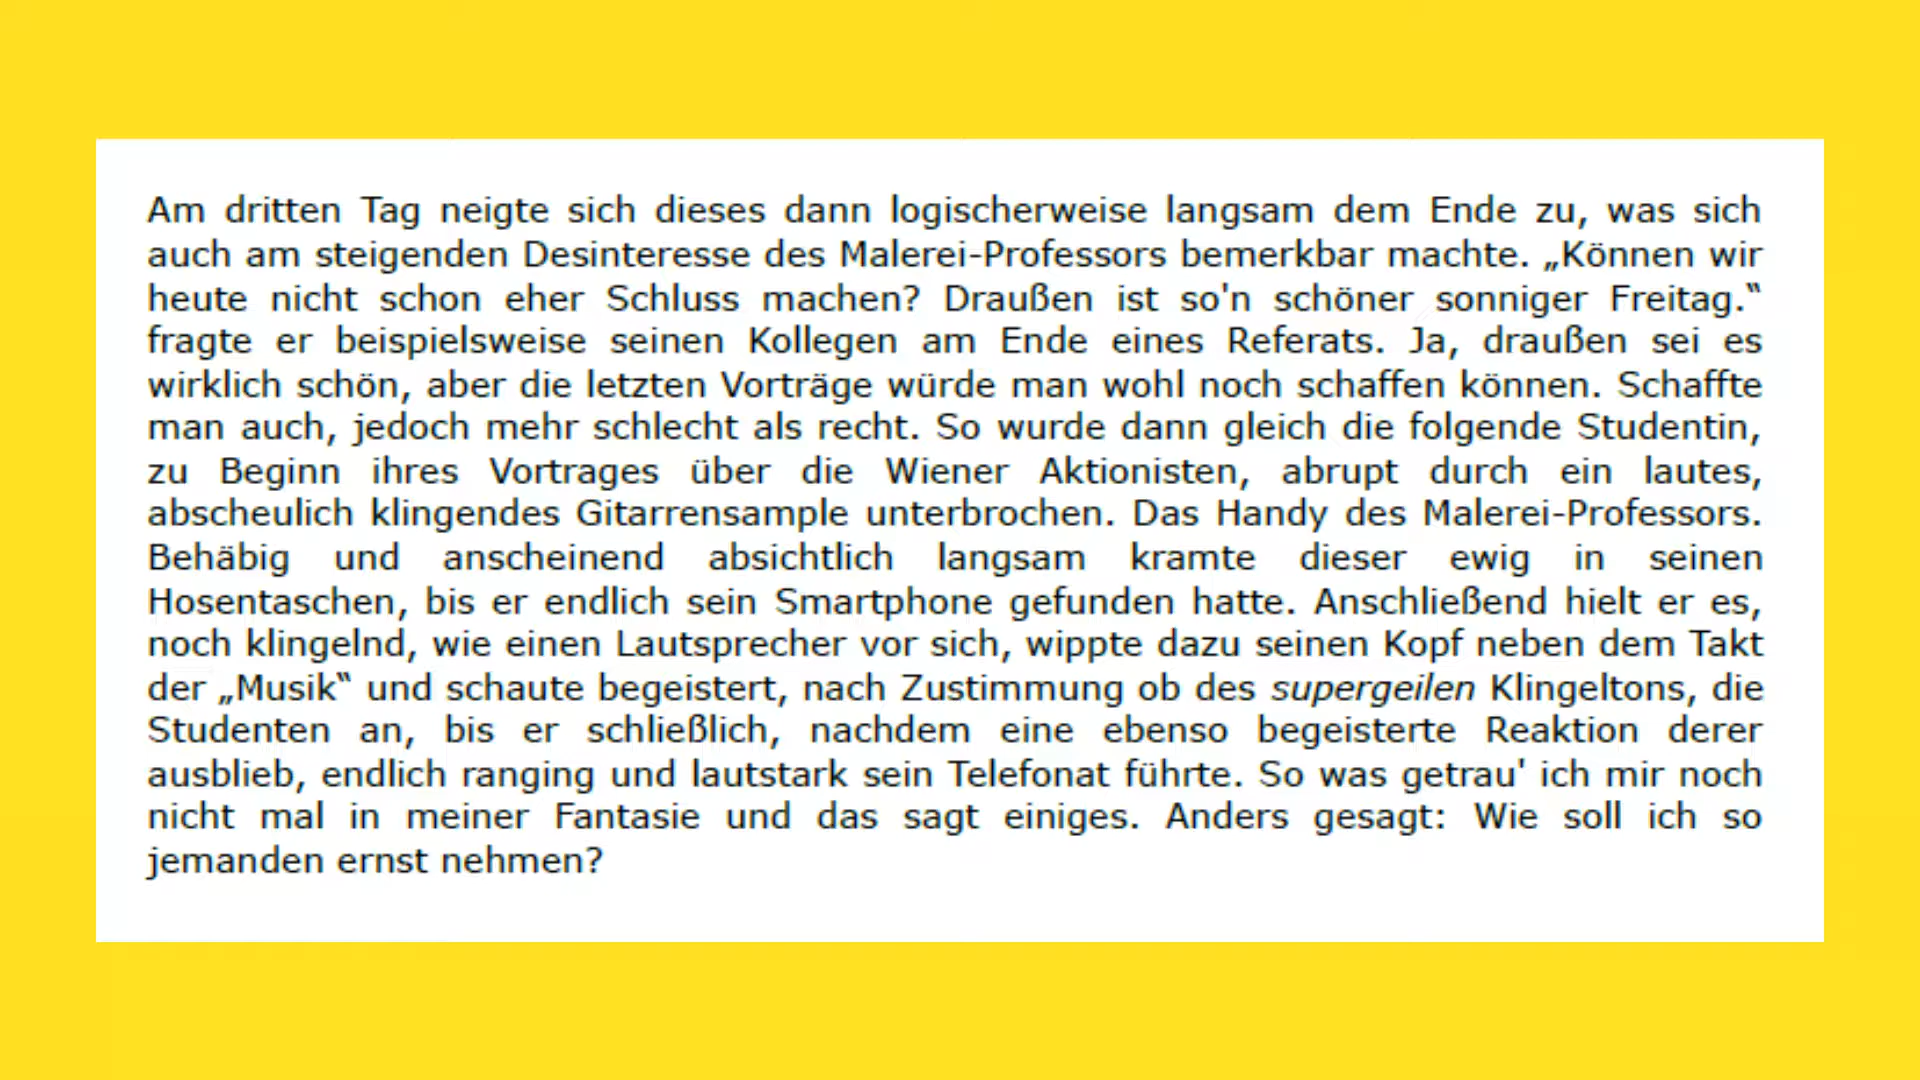 Am dritten Tag neigte sich dieses dann logischerweise langsam dem Ende zu, was sich
auch am steigenden Desinteresse des Malerei-Professors bemerkbar machte. „Können wir
heute nicht schon eher Schluss machen? Draußen ist so'n schöner sonniger Freitag.“
fragte er beispielsweise seinen Kollegen am Ende eines Referats. Ja, draußen sei es
wirklich schön, aber die letzten Vorträge würde man wohl noch schaffen können. Schaffte
man auch, jedoch mehr schlecht als recht. So wurde dann gleich die folgende Studentin,
zu Beginn ihres Vortrages über die Wiener Aktionisten, abrupt durch ein lautes,
abscheulich klingendes Gitarrensample unterbrochen. Das Handy des Malerei-Professors.
Behäbig und anscheinend absichtlich langsam kramte dieser ewig in seinen
Hosentaschen, bis er endlich sein Smartphone gefunden hatte. Anschließend hielt er es,
noch klingelnd, wie einen Lautsprecher vor sich, wippte dazu seinen Kopf neben dem Takt
der „Musik“ und schaute begeistert, nach Zustimmung ob des supergeilen Klingeltons, die
Studenten an, bis er schließlich, nachdem eine ebenso begeisterte Reaktion derer
ausblieb, endlich ranging und lautstark sein Telefonat führte. So was getrau' ich mir noch
nicht mal in meiner Fantasie und das sagt einiges. Anders gesagt: Wie soll ich so
jemanden ernst nehmen?